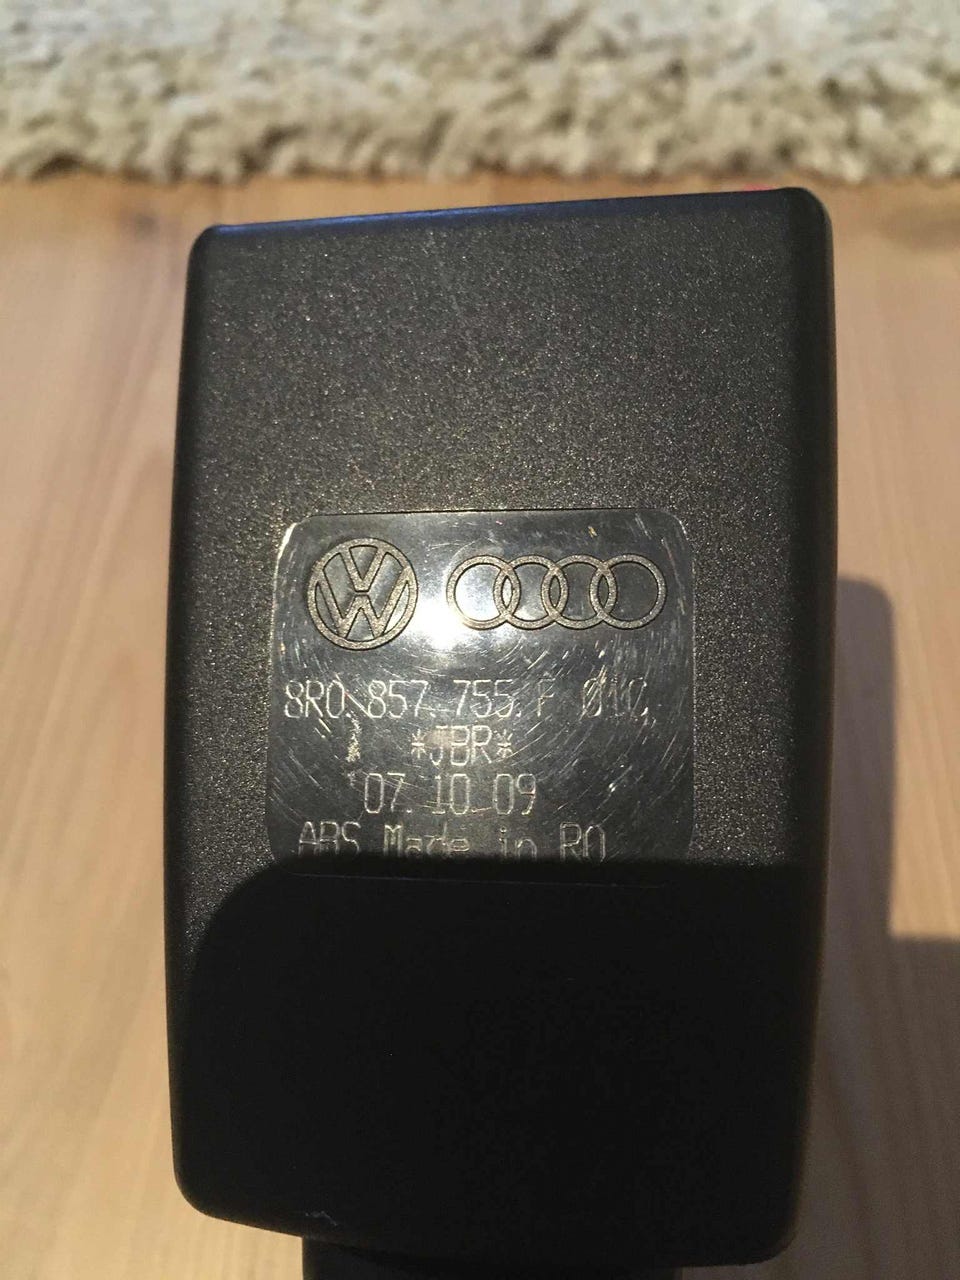 8R0.857.755.F 01C
*JBR*
07.10.09
ABS Made in RO